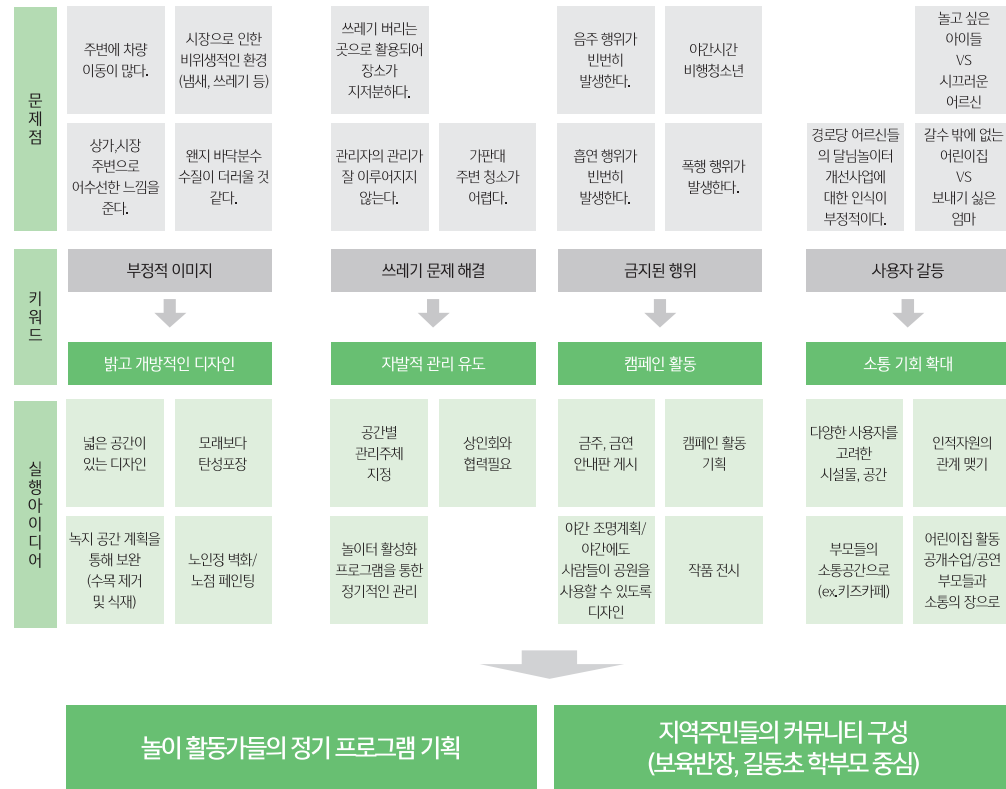 문제점
주변에 차량
이동이 많다.
시장으로 인한
비위생적인 환경
(냄새, 쓰레기 등)
쓰레기 버리는
곳으로 활용되어
장소가
지저분하다.
음주 행위가
빈번히
발생한다.
야간시간
비행청소년
놀고 싶은
아이들
VS
시끄러운
어르신
상가,시장
주변으로
어수선한 느낌을
준다.
왠지 바닥분수
수질이 더러울 것
같다.
관리자의 관리가
잘 이루어지지
않는다.
가판대
주변 청소가
어렵다.
흡연 행위가
빈번히
발생한다.
폭행 행위가
발생한다.
경로당 어르신들
의 달님놀이터
개선사업에
대한 인식이
부정적이다.
갈수 밖에 없는
어린이집
VS
보내기 싫은
엄마
키워드
부정적 이미지
쓰레기 문제 해결
금지된 행위
사용자 갈등
밝고 개방적인 디자인
자발적 관리 유도
캠페인 활동
소통 기회 확대
실행아이디어
넓은 공간이
있는 디자인
모래보다
탄성포장
공간별
관리주체
지정
상인회와
협력필요
금주, 금연
안내판 게시
캠페인 활동
기획
다양한 사용자를
고려한
시설물, 공간
인적자원의
관계 맺기
녹지 공간 계획을
통해 보완
(수목 제거
및 식재)
노인정 벽화/
노점 페인팅
놀이터 활성화
프로그램을 통한
정기적인 관리
야간 조명계획/
야간에도
사람들이 공원을
사용할 수 있도록
디자인
작품 전시
부모들의
소통공간으로
(ex.키즈카페)
어린이집 활동
공개수업/공연
부모들과
소통의 장으로
놀이 활동가들의 정기 프로그램 기획
지역주민들의 커뮤니티 구성
(보육반장, 길동초 학부모 중심)